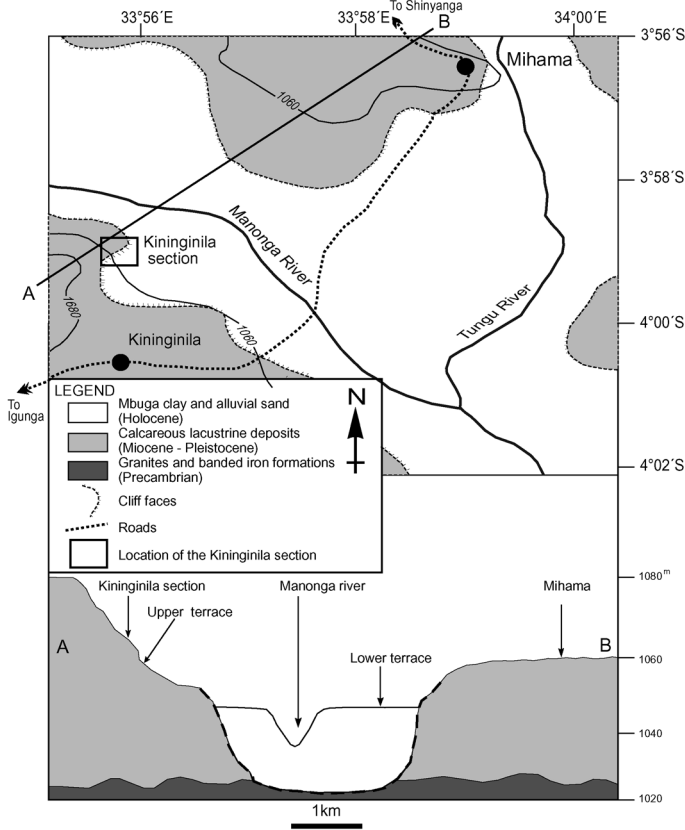 To Shinyanga
33°56´E
33°58´E
B
34°00´E
3°56´S
Mihama
1060
3°58´S
Manonga River
Kininginila
section
A
1680
Tungu River
4°00´S
Kininginila
1060
To
Igunga
LEGEND
Mbuga clay and alluvial sand
(Holocene)
N
Calcareous lacustrine deposits
(Miocene - Pleistocene)
Granites and banded iron formations
(Precambrian)
4°02´S
Cliff faces
Roads
Location of the Kininginila section
1080 m
Kininginila section
Manonga river
Mihama
Upper terrace
A
Lower terrace
B
1060
1040
1020
1km